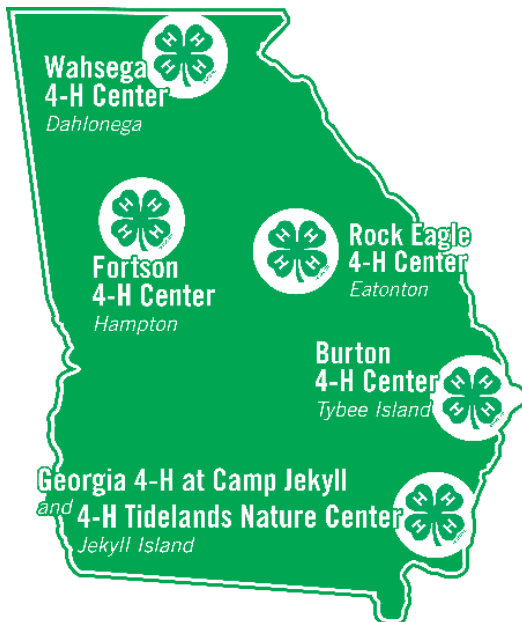 Wahsega
4-H Center
Dahlonega
H H
H H
Fortson
4-H Center
Hampton
H H
H H
Rock Eagle
4-H Center
Eatonton
H H
H H
Burton
4-H Center
Tybee Island
H H
H H
Georgia 4-H at Camp Jekyll
and 4-H Tidelands Nature Center
Jekyll Island
H H
H H